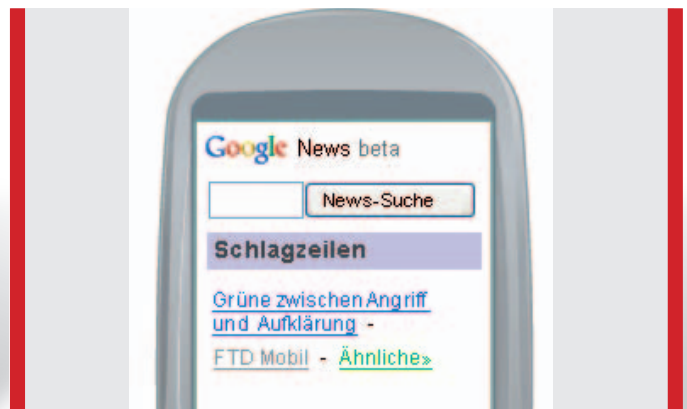 Google News beta
News-Suche
Schlagzeilen
Grüne zwischen Angriff
und Aufklärung -
FTD Mobil - Ähnliche»